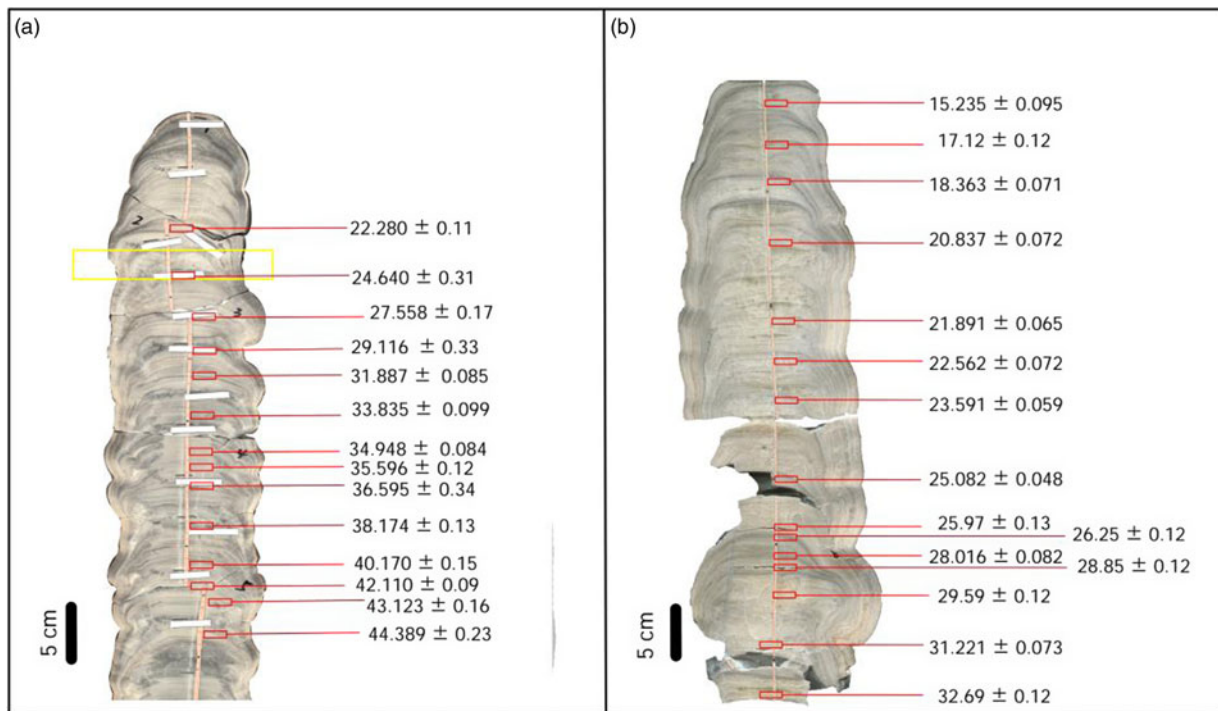 (a)
22.280 ± 0.11
24.640 ± 0.31
27.558 ± 0.17
29.116 ± 0.33
31.887 ± 0.085
33.835 ± 0.099
34.948 ± 0.084
35.596 ± 0.12
36.595 ± 0.34
38.174 ± 0.13
40.170 ± 0.15
42.110 ± 0.09
43.123 ± 0.16
44.389 ± 0.23
5 cm
(b)
15.235 ± 0.095
17.12 ± 0.12
18.363 ± 0.071
20.837 ± 0.072
21.891 ± 0.065
22.562 ± 0.072
23.591 ± 0.059
25.082 ± 0.048
25.97 ± 0.13
26.25 ± 0.12
28.016 ± 0.082
28.85 ± 0.12
29.59 ± 0.12
31.221 ± 0.073
32.69 ± 0.12
5 cm